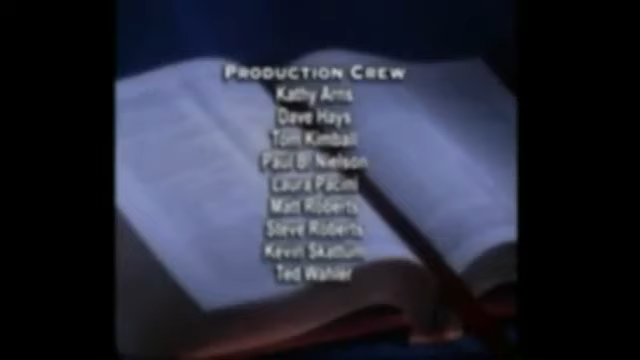 PRODUCTION CREW
Kathy Arns
Dave Hays
Tom Kimball
Paul B. Nielson
Laura Pacini
Matt Roberts
Steve Roberts
Kevin Skattum
Ted Wahler